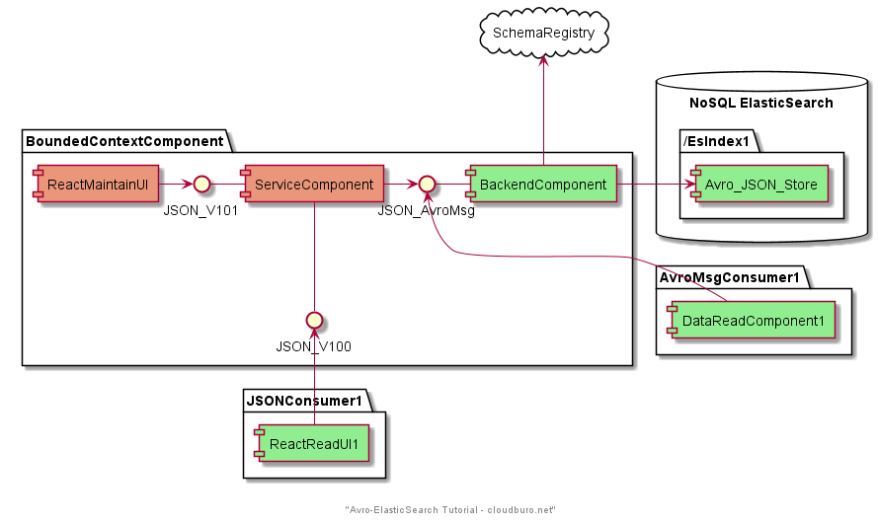 SchemaRegistry
NoSQL ElasticSearch
/EsIndex1
Avro_JSON_Store
BoundedContextComponent
ReactMaintainUI
JSON_V101
ServiceComponent
JSON_AvroMsg
BackendComponent
AvroMsgConsumer1
DataReadComponent1
JSON_V100
JSONConsumer1
ReactReadUI1
"Avro-ElasticSearch Tutorial - cloudburo.net"